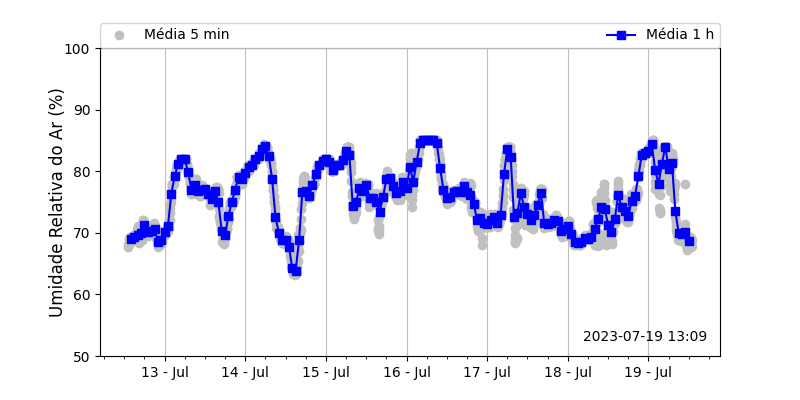 Média 5 min
Média 1 h
Umidade Relativa do Ar (%)
100
90
80
70
60
50
2023-07-19 13:09
13 - Jul
14 - Jul
15 - Jul
16 - Jul
17 - Jul
18 - Jul
19 - Jul